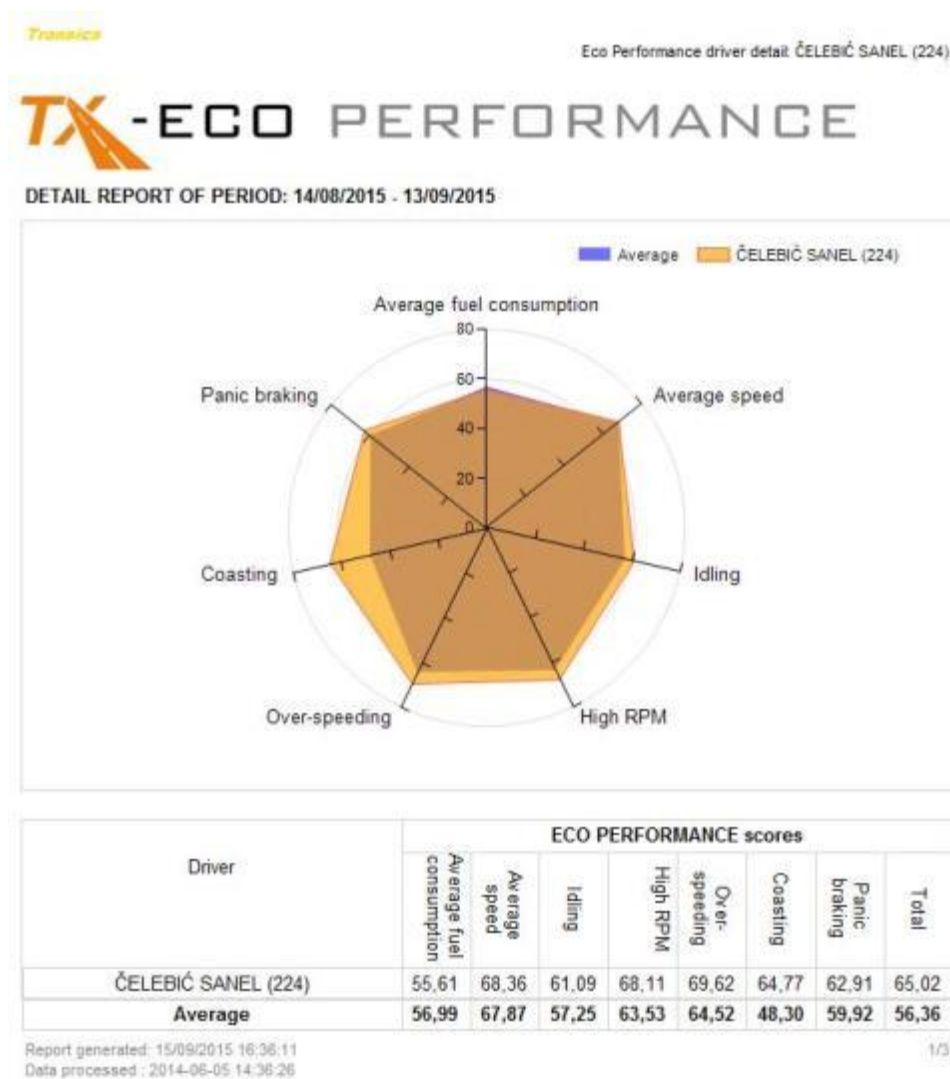 Transics
Eco Performance driver detail: ČELEBIĆ SANEL (224)
TX-ECO PERFORMANCE
DETAIL REPORT OF PERIOD: 14/08/2015 - 13/09/2015
Average ČELEBIĆ SANEL (224)
Average fuel consumption
80
60
40
20
0
Panic braking
Average speed
Coasting
Idling
Over-speeding
High RPM
Driver
ECO PERFORMANCE scores
Average fuel
consumption
Average
speed
Idling
High RPM
Over-
speeding
Coasting
Panic
braking
Total
ČELEBIĆ SANEL (224) 55,61 68,36 61,09 68,11 69,62 64,77 62,91 65,02
Average 56,99 67,87 57,25 63,53 64,52 48,30 59,92 56,36
Report generated: 15/09/2015 16:36:11
1/3
Data processed : 2014-06-05 14:36:26